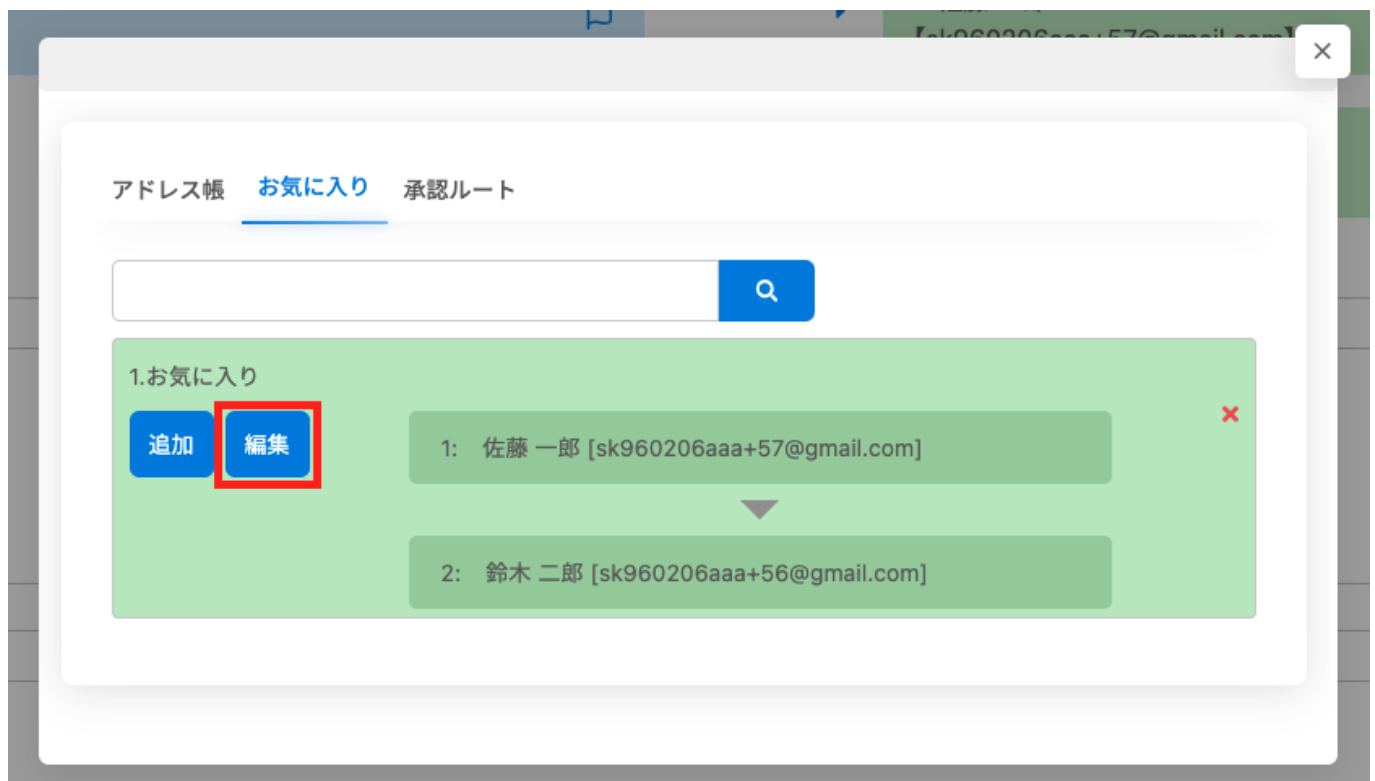 アドレス帳 お気に入り 承認ルート
1.お気に入り
追加 編集
1: 佐藤 一郎 [sk960206aaa+57@gmail.com]
2: 鈴木 二郎 [sk960206aaa+56@gmail.com]